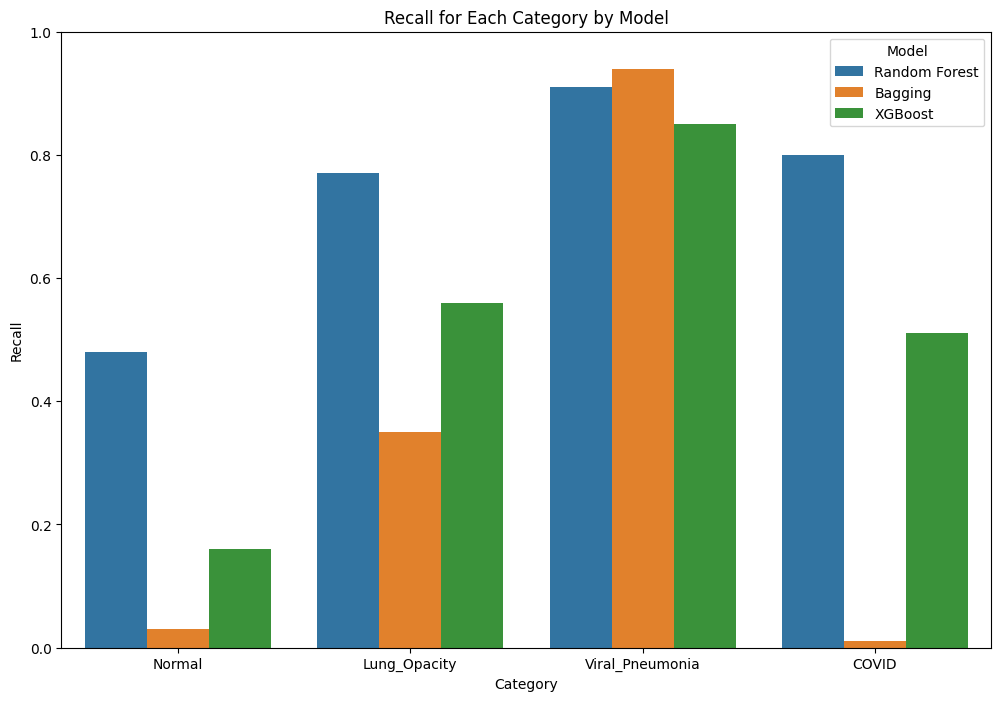 Recall for Each Category by Model
Model
Random Forest
Bagging
XGBoost
1.0
0.8
0.6
0.4
0.2
0.0
Recall
Normal
Lung_Opacity
Viral_Pneumonia
COVID
Category